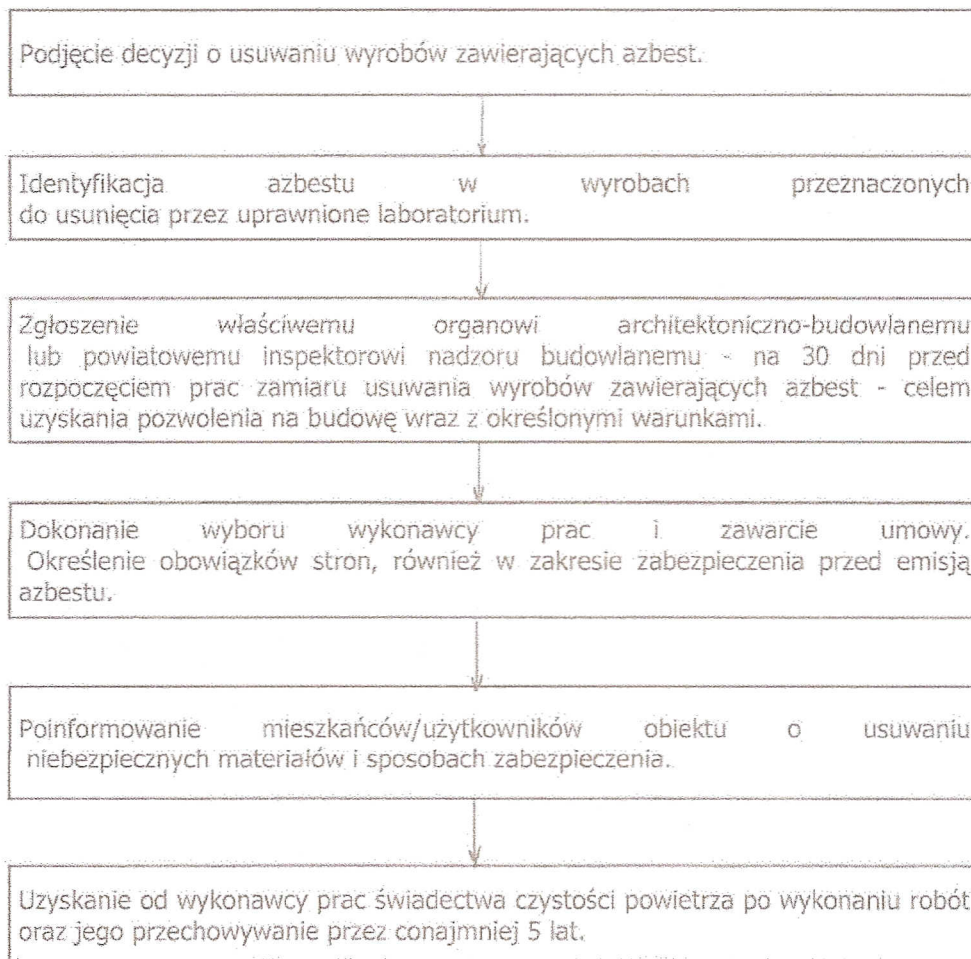 Podjęcie decyzji o usuwaniu wyrobów zawierających azbest.
Identyfikacja azbestu w wyrobach przeznaczonych
do usunięcia przez uprawnione laboratorium.
Zgłoszenie właściwemu organowi architektoniczno-budowlanemu
lub powiatowemu inspektorowi nadzoru budowlanemu - na 30 dni przed
rozpoczęciem prac zamiaru usuwania wyrobów zawierających azbest - celem
uzyskania pozwolenia na budowę wraz z określonymi warunkami.
Dokonanie wyboru wykonawcy prac i zawarcie umowy.
Określenie obowiązków stron, również w zakresie zabezpieczenia przed emisją
azbestu.
Poinformowanie mieszkańców/użytkowników obiektu o usuwaniu
niebezpiecznych materiałów i sposobach zabezpieczenia.
Uzyskanie od wykonawcy prac świadectwa czystości powietrza po wykonaniu robót
oraz jego przechowywanie przez conajmniej 5 lat.